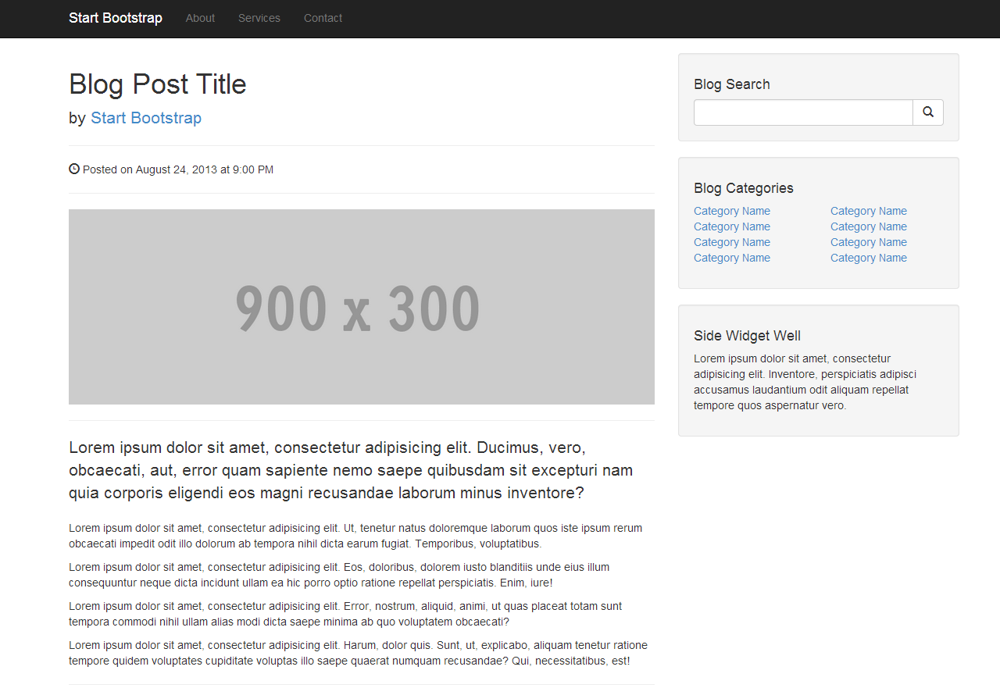 Start Bootstrap About Services Contact
Blog Post Title
by Start Bootstrap
Posted on August 24, 2013 at 9:00 PM
900 x 300
Lorem ipsum dolor sit amet, consectetur adipisicing elit. Ducimus, vero,
obcaecati, aut, error quam sapiente nemo saepe quibusdam sit excepturi nam
quia corporis eligendi eos magni recusandae laborum minus inventore?
Lorem ipsum dolor sit amet, consectetur adipisicing elit. Ut, tenetur natus doloremque laborum quos iste ipsum rerum
obcaecati impedit odit illo dolorum ab tempora nihil dicta earum fugiat. Temporibus, voluptatibus.
Lorem ipsum dolor sit amet, consectetur adipisicing elit. Eos, doloribus, dolorem iusto blanditiis unde eius illum
consequuntur neque dicta incidunt ullam ea hic porro optio ratione repellat perspiciatis. Enim, iure!
Lorem ipsum dolor sit amet, consectetur adipisicing elit. Error, nostrum, aliquid, animi, ut quas placeat totam sunt
tempora commodi nihil ullam alias modi dicta saepe minima ab quo voluptatem obcaecati?
Lorem ipsum dolor sit amet, consectetur adipisicing elit. Harum, dolor quis. Sunt, ut, explicabo, aliquam tenetur ratione
tempore quidem voluptates cupiditate voluptas illo saepe quaerat numquam recusandae? Qui, necessitatibus, est!
Blog Search
Blog Categories
Category Name Category Name
Category Name Category Name
Category Name Category Name
Category Name Category Name
Side Widget Well
Lorem ipsum dolor sit amet, consectetur
adipisicing elit. Inventore, perspiciatis adipisci
accusamus laudantium odit aliquam repellat
tempore quos aspernatur vero.